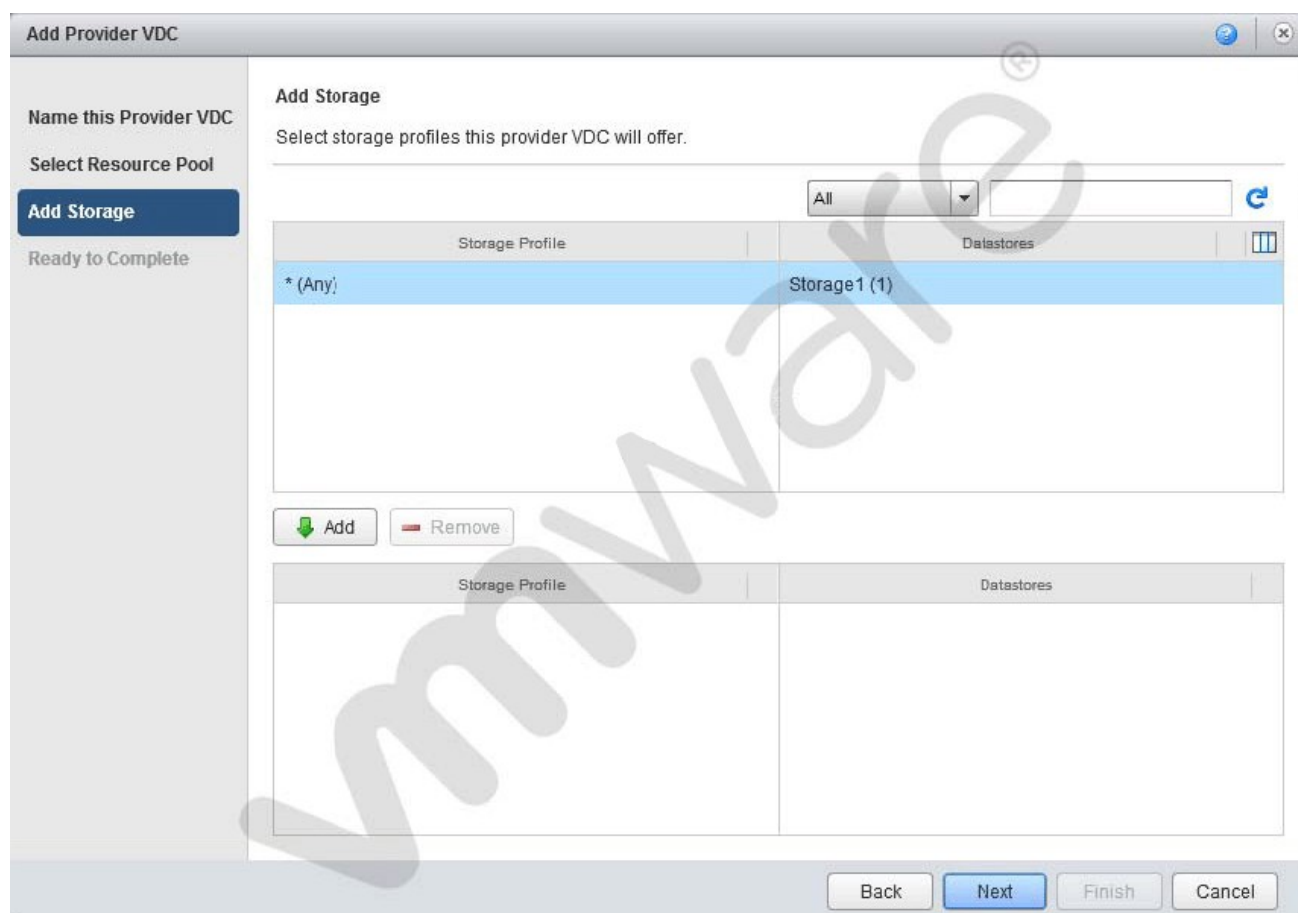 Add Provider VDC
Name this Provider VDC
Select Resource Pool
Add Storage
Ready to Complete
Add Storage
Select storage profiles this provider VDC will offer.
All
Storage Profile Datastores
* (Any) Storage1 (1)
Add Remove
Storage Profile Datastores
Back Next Finish Cancel
vmware®